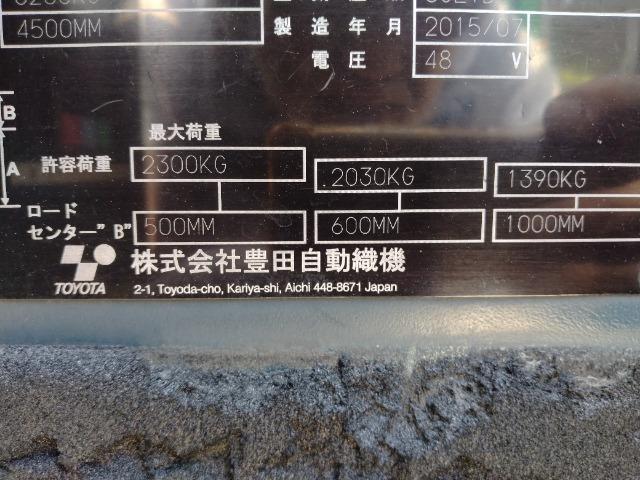 4500MM
製造年月 2015/07
電圧 48 V
B
A
最大荷重
許容荷重 2300KG 2030KG 1390KG
ロード
センター"B" 500MM 600MM 1000MM
株式会社豊田自動織機
TOYOTA 2-1, Toyoda-cho, Kariya-shi, Aichi 448-8671 Japan